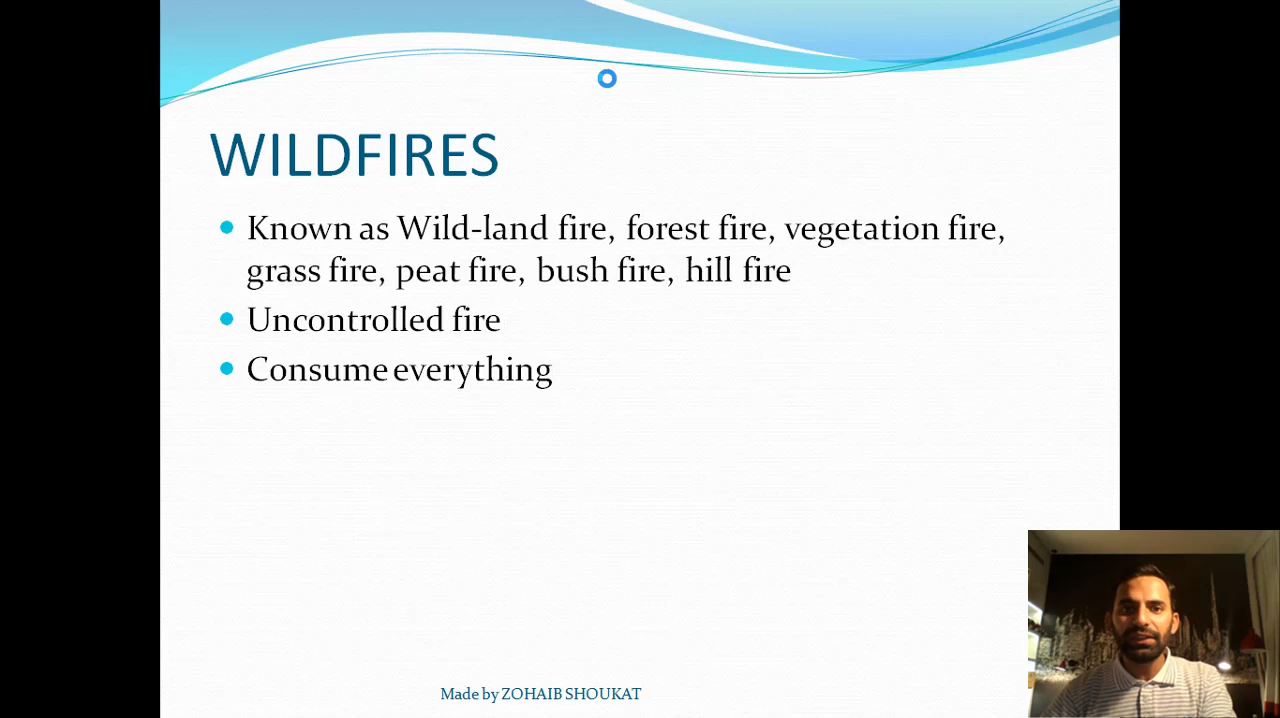 WILDFIRES
Known as Wild-land fire, forest fire, vegetation fire,
grass fire, peat fire, bush fire, hill fire
Uncontrolled fire
Consume everything
Made by ZOHAIB SHOUKAT